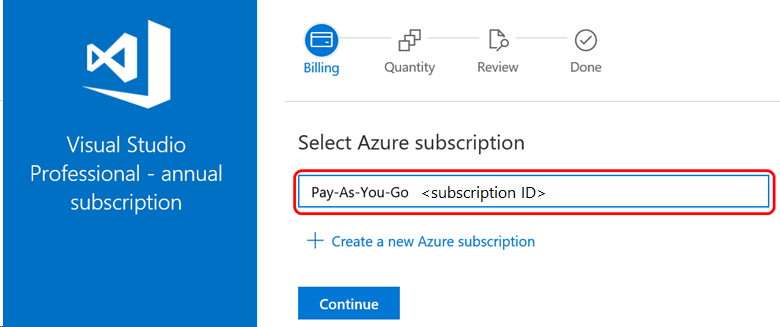 Visual Studio
Professional - annual
subscription
Billing
Quantity
Review
Done
Select Azure subscription
Pay-As-You-Go <subscription ID>
+ Create a new Azure subscription
Continue